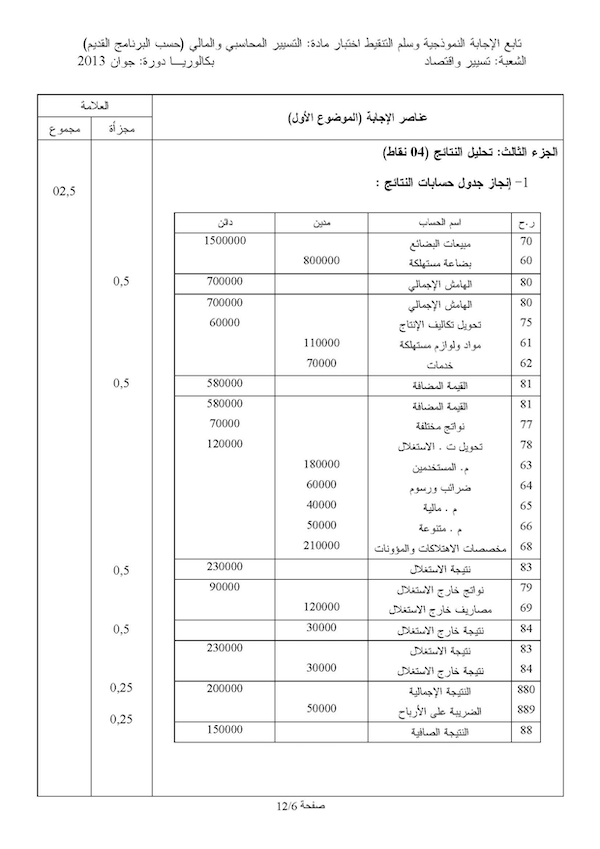 تابع الإجابة النموذجية وسلم التنقيط اختبار مادة: التسيير المحاسبي والمالي (حسب البرنامج القديم)
الشعبة: تسيير واقتصاد بكالوريـــا دورة: جوان 2013
عناصر الإجابة (الموضوع الأول) العلامة
مجزأة مجموع
الجزء الثالث: تحليل النتائج (04 نقاط)
1- إنجاز جدول حسابات النتائج : 02,5
ر.ح اسم الحساب مدين دائن
70 مبيعات البضائع 1500000
60 بضاعة مستهلكة 800000
80 الهامش الإجمالي 700000 0,5
80 الهامش الإجمالي 700000
75 تحويل تكاليف الإنتاج 60000
61 مواد ولوازم مستهلكة 110000
62 خدمات 70000
81 القيمة المضافة 580000 0,5
81 القيمة المضافة 580000
77 نواتج مختلفة 70000
78 تحويل ت . الاستغلال 120000
63 م. المستخدمين 180000
64 ضرائب ورسوم 60000
65 م . مالية 40000
66 م . متنوعة 50000
68 مخصصات الاهتلاكات والمؤونات 210000
83 نتيجة الاستغلال 230000 0,5
79 نواتج خارج الاستغلال 90000
69 مصاريف خارج الاستغلال 120000
84 نتيجة خارج الاستغلال 30000 0,5
83 نتيجة الاستغلال 230000
84 نتيجة خارج الاستغلال 30000
880 النتيجة الإجمالية 200000 0,25
889 الضريبة على الأرباح 50000 0,25
88 النتيجة الصافية 150000
صفحة 12/6